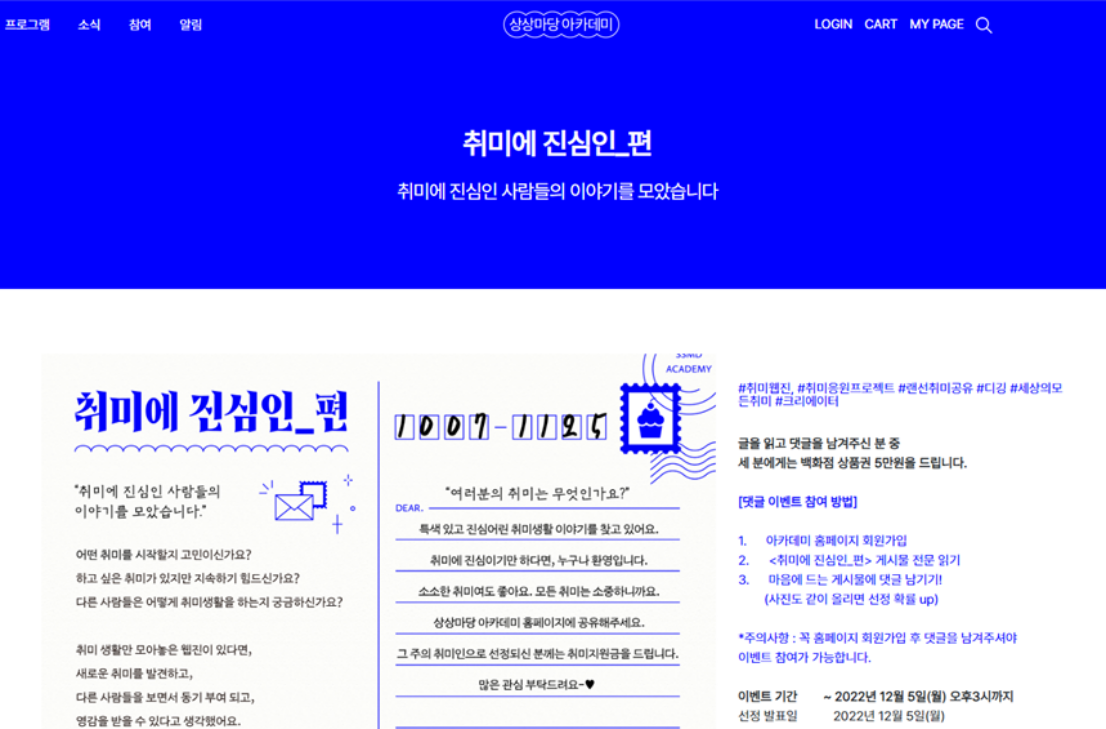 프로그램 소식 참여 알림
상상마당 아카데미
LOGIN CART MY PAGE
취미에 진심인_편
취미에 진심인 사람들의 이야기를 모았습니다
취미에 진심인_편
“취미에 진심인 사람들의
이야기를 모았습니다.”
어떤 취미를 시작할지 고민이신가요?
하고 싶은 취미가 있지만 지속하기 힘드신가요?
다른 사람들은 어떻게 취미생활을 하는지 궁금하신가요?
취미 생활만 모아놓은 웹진이 있다면,
새로운 취미를 발견하고,
다른 사람들을 보면서 동기 부여 되고,
영감을 받을 수 있다고 생각했어요.
SSMD
ACADEMY
1007-1125
“여러분의 취미는 무엇인가요?”
DEAR.
특색 있고 진심어린 취미생활 이야기를 찾고 있어요.
취미에 진심이기만 하다면, 누구나 환영입니다.
소소한 취미여도 좋아요. 모든 취미는 소중하니까요.
상상마당 아카데미 홈페이지에 공유해주세요.
그 주의 취미인으로 선정되신 분께는 취미지원금을 드립니다.
많은 관심 부탁드려요~♥
#취미웹진, #취미응원프로젝트 #랜선취미공유 #디깅 #세상의모
든취미 #크리에이터
글을 읽고 댓글을 남겨주신 분 중
세 분에게는 백화점 상품권 5만원을 드립니다.
[댓글 이벤트 참여 방법]
1. 아카데미 홈페이지 회원가입
2. <취미에 진심인_편> 게시물 전문 읽기
3. 마음에 드는 게시물에 댓글 남기기!
(사진도 같이 올리면 선정 확률 up)
*주의사항 : 꼭 홈페이지 회원가입 후 댓글을 남겨주셔야
이벤트 참여가 가능합니다.
이벤트 기간 ~ 2022년 12월 5일(월) 오후3시까지
선정 발표일 2022년 12월 5일(월)